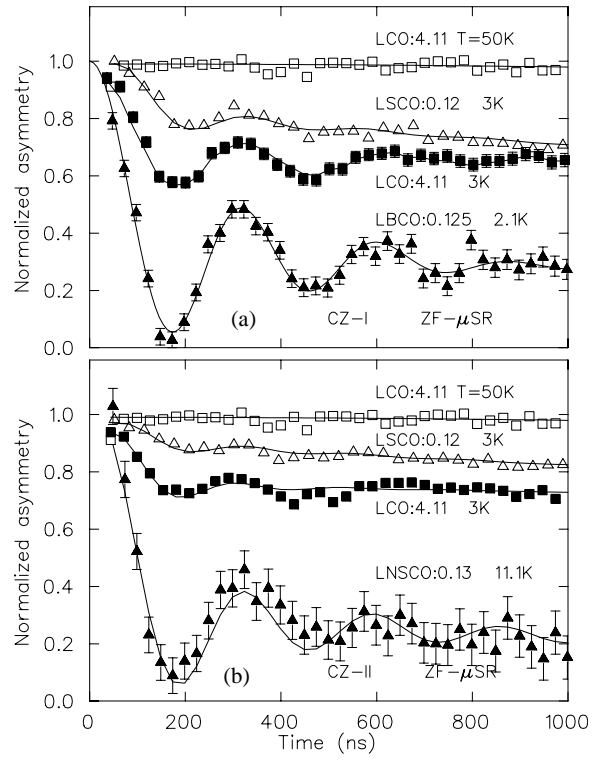 1.0
0.8
0.6
0.4
0.2
0.0
Normalized asymmetry
LCO:4.11 T=50K
LSCO:0.12 3K
LCO:4.11 3K
LBCO:0.125 2.1K
(a) CZ-I ZF-μSR
1.0
0.8
0.6
0.4
0.2
0.0
Normalized asymmetry
LCO:4.11 T=50K
LSCO:0.12 3K
LCO:4.11 3K
LNSCO:0.13 11.1K
(b) CZ-II ZF-μSR
0 200 400 600 800 1000
Time (ns)